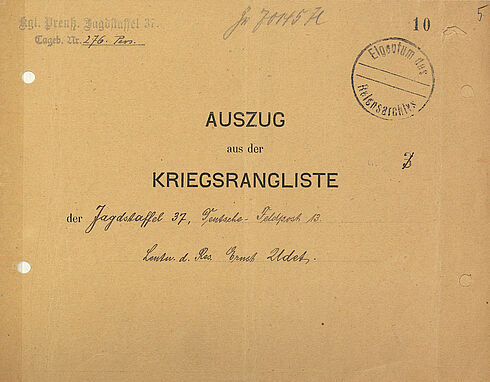 Kgl. Preuß. Jagdstaffel 37.
Tageb. Nr. 276. Pers.
10
5
Eigentum des
Reichsarchivs
AUSZUG
aus der
KRIEGSRANGLISTE
der Jagdstaffel 37, Deutsche Feldpost 13.
Leutn. d. Res. Ernst Udet.